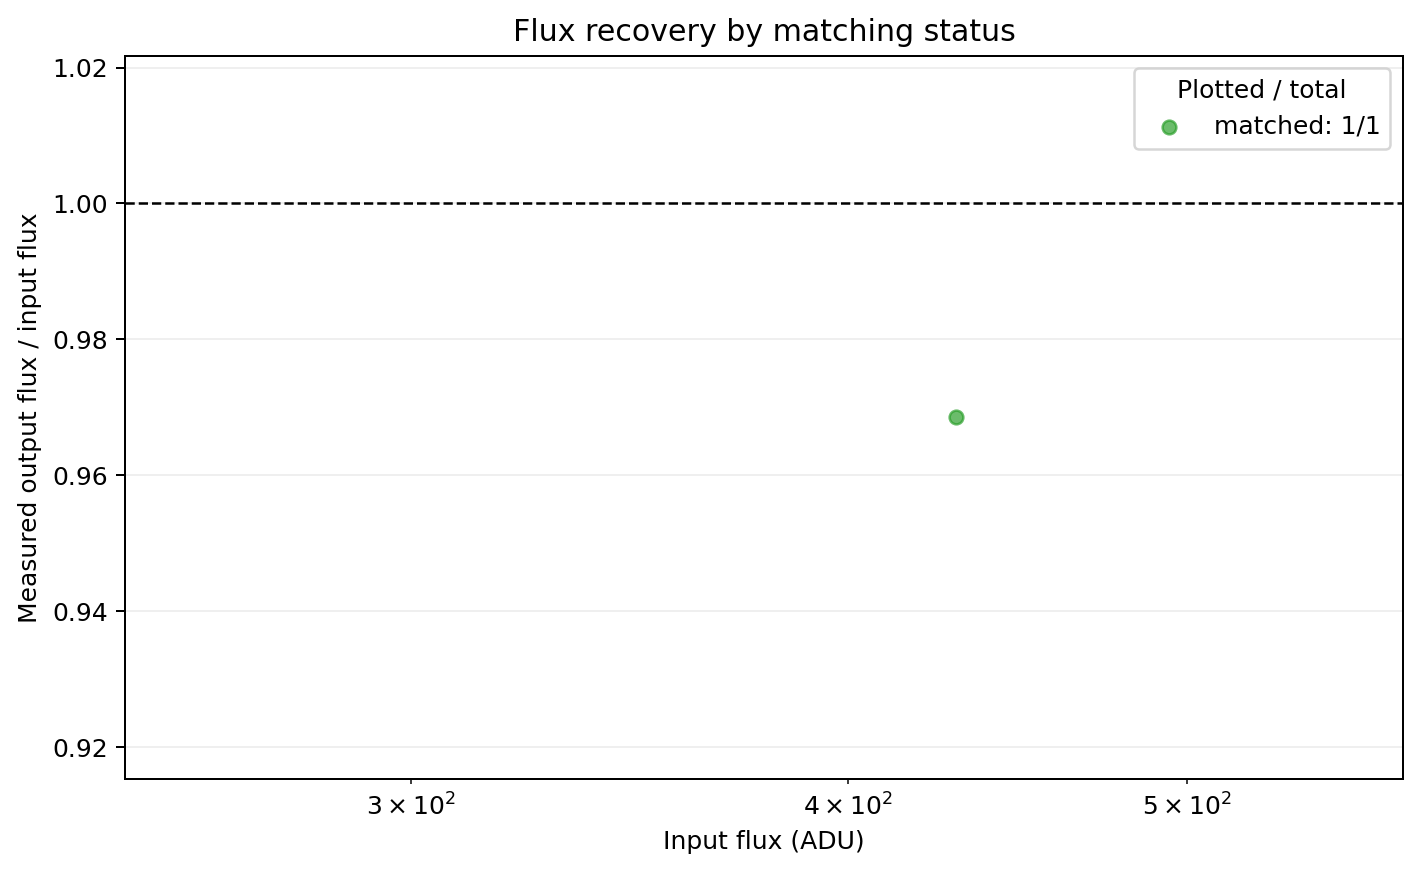 Flux recovery by matching status
Plotted / total
matched: 1/1
Measured output flux / input flux
1.02
1.00
0.98
0.96
0.94
0.92
3 × 10²
4 × 10²
5 × 10²
Input flux (ADU)